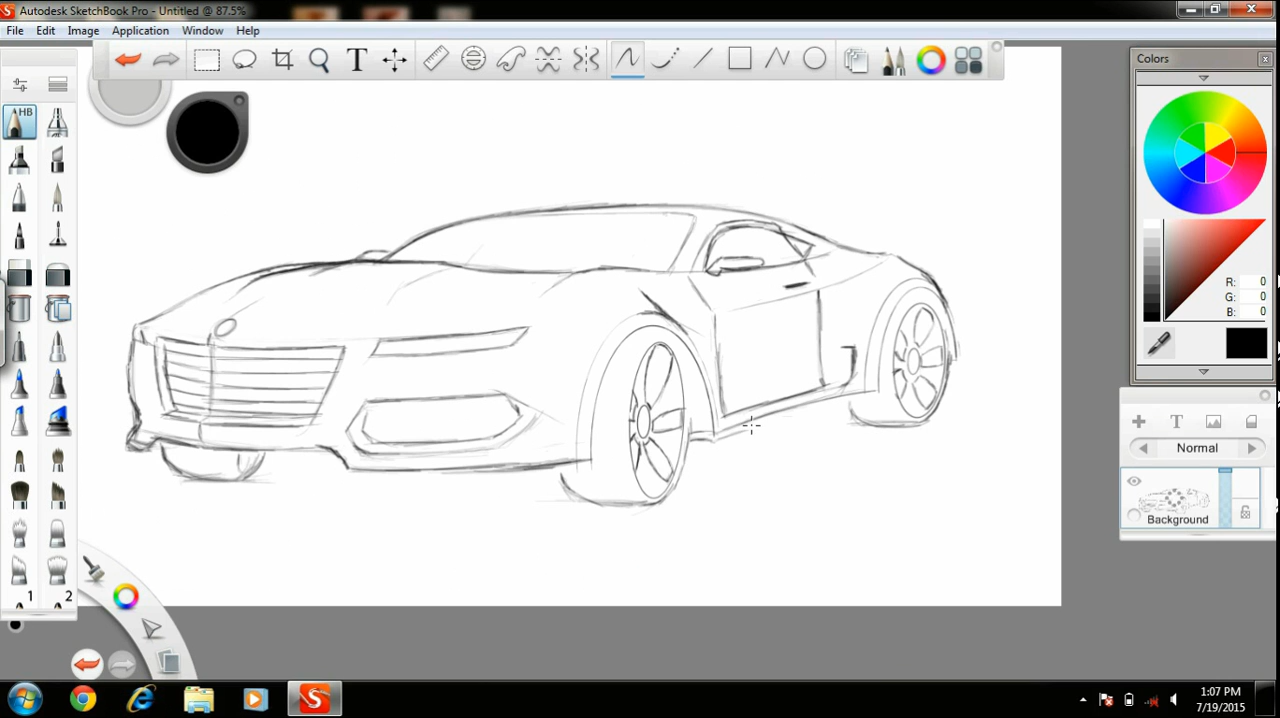 Autodesk SketchBook Pro - Untitled @ 87.5%
File Edit Image Application Window Help
T
Colors
HB
R: 0
G: 0
B: 0
T
Normal
Background
1 2
S
1:07 PM
7/19/2015